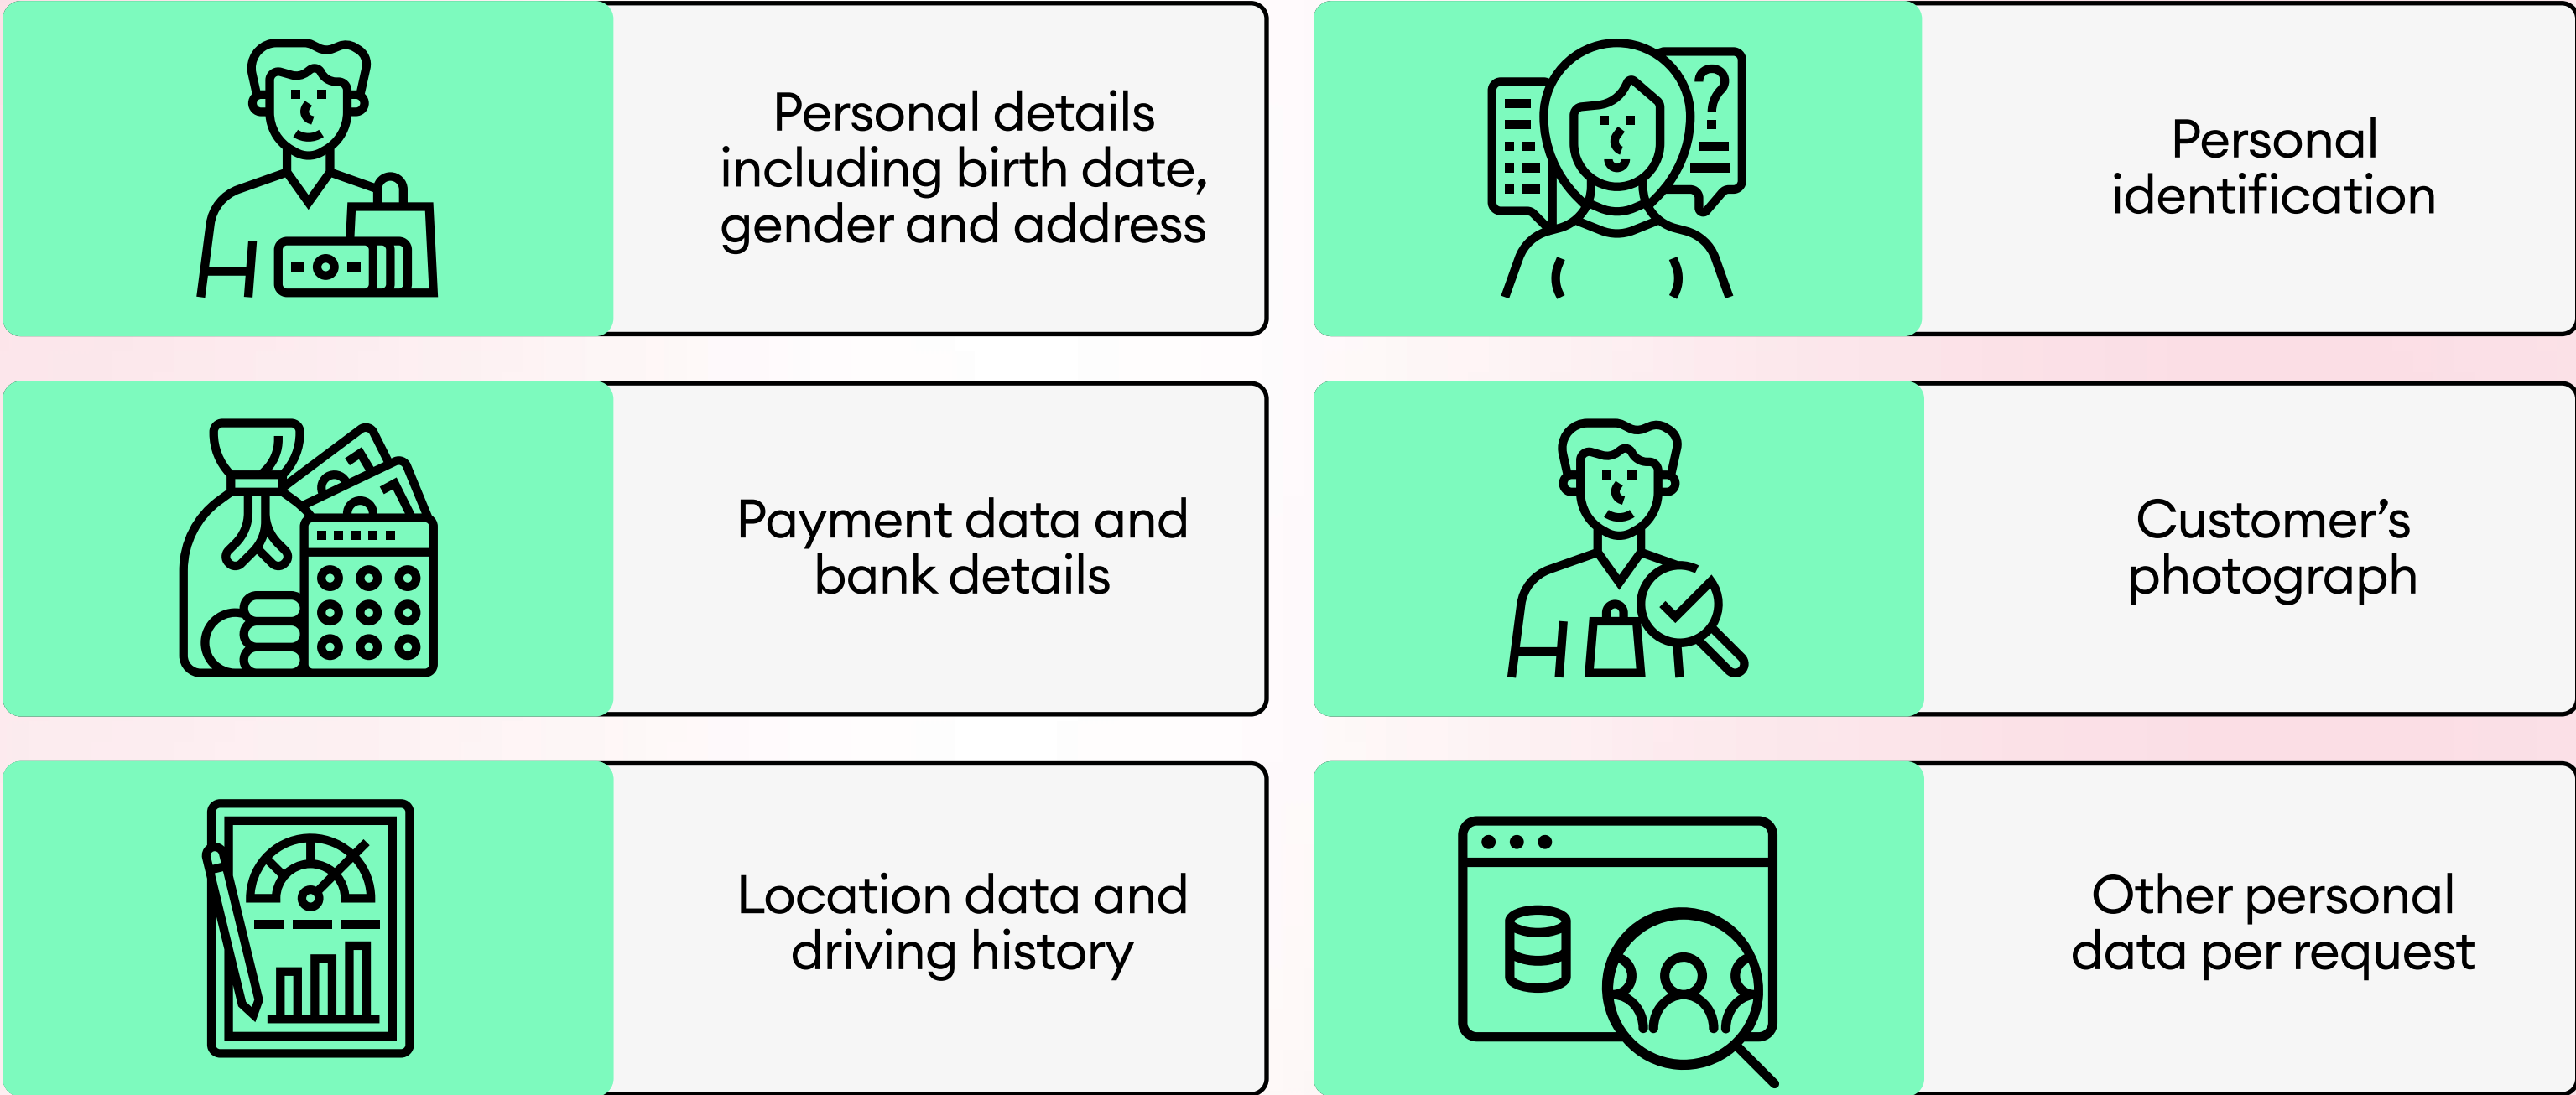 Personal details
including birth date,
gender and address
Personal
identification
Payment data and
bank details
Customer’s
photograph
Location data and
driving history
Other personal
data per request
?